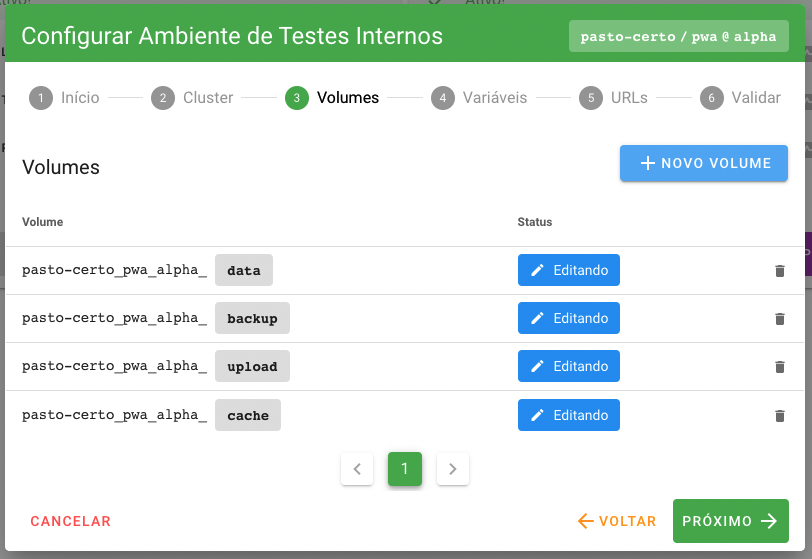 Ativo!
Configurar Ambiente de Testes Internos
pasto-certo / pwa @ alpha
1 Início
2 Cluster
3 Volumes
4 Variáveis
5 URLs
6 Validar
Volumes
NOVO VOLUME
Volume Status
pasto-certo_pwa_alpha_ data Editando
pasto-certo_pwa_alpha_ backup Editando
pasto-certo_pwa_alpha_ upload Editando
pasto-certo_pwa_alpha_ cache Editando
1
CANCELAR
VOLTAR
PRÓXIMO